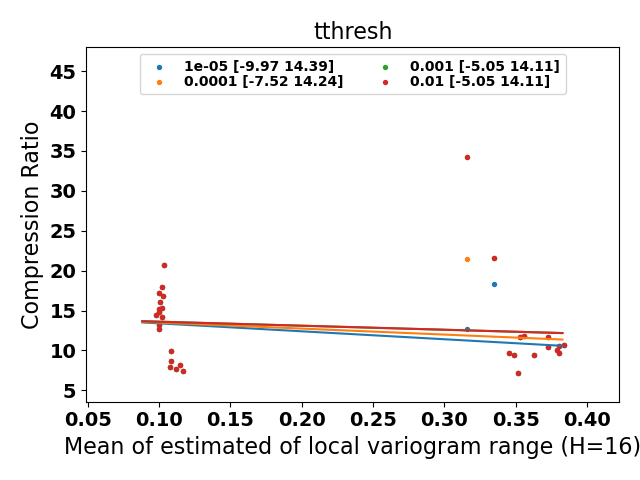 tthresh
1e-05 [-9.97 14.39]
0.0001 [-7.52 14.24]
0.001 [-5.05 14.11]
0.01 [-5.05 14.11]
Compression Ratio
45
40
35
30
25
20
15
10
5
0.05 0.10 0.15 0.20 0.25 0.30 0.35 0.40
Mean of estimated of local variogram range (H=16)